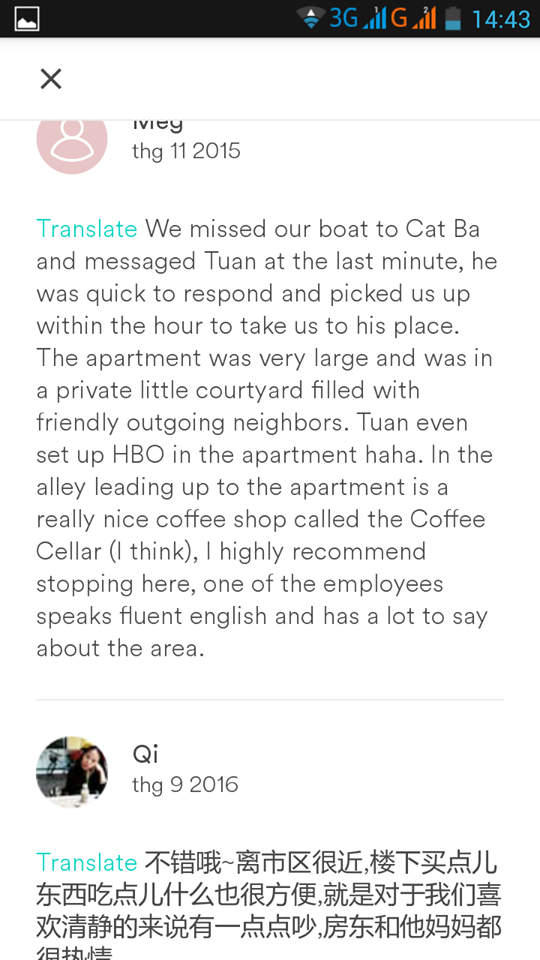 3G 1 G 2 14:43
Meg
thg 11 2015
Translate We missed our boat to Cat Ba
and messaged Tuan at the last minute, he
was quick to respond and picked us up
within the hour to take us to his place.
The apartment was very large and was in
a private little courtyard filled with
friendly outgoing neighbors. Tuan even
set up HBO in the apartment haha. In the
alley leading up to the apartment is a
really nice coffee shop called the Coffee
Cellar (I think), I highly recommend
stopping here, one of the employees
speaks fluent english and has a lot to say
about the area.
Qi
thg 9 2016
Translate 不错哦~离市区很近,楼下买点儿
东西吃点儿什么也很方便,就是对于我们喜
欢清静的来说有一点点吵,房东和他妈妈都
很热情